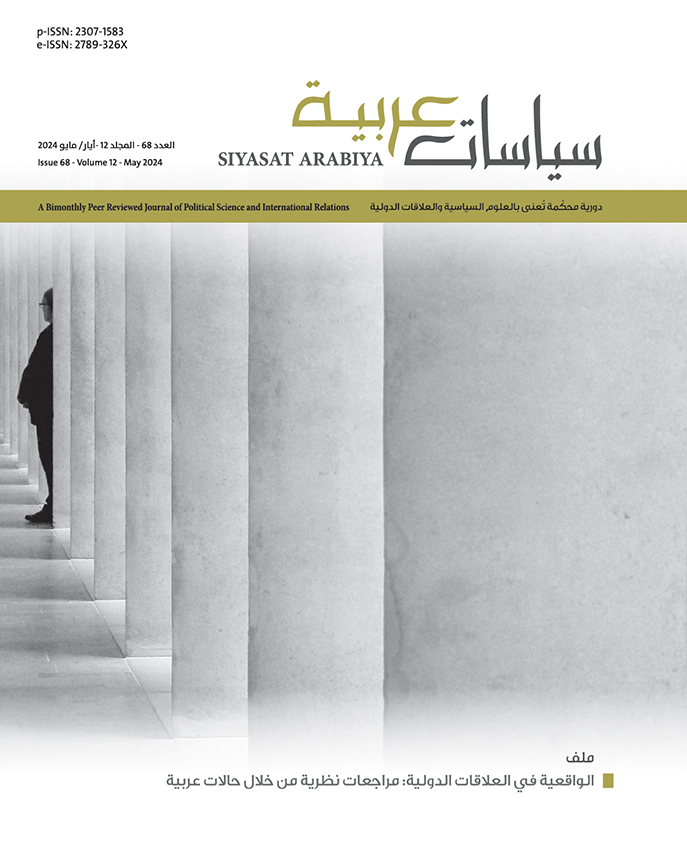 p-ISSN: 2307-1583
e-ISSN: 2789-326X
سياسات عربية
SIYASAT ARABIYA
العدد 68 - المجلد 12 - أيار/ مايو 2024
Issue 68 - Volume 12 - May 2024
دورية محكّمة تُعنى بالعلوم السياسية والعلاقات الدولية
A Bimonthly Peer Reviewed Journal of Political Science and International Relations
ملف
الواقعية في العلاقات الدولية: مراجعات نظرية من خلال حالات عربية